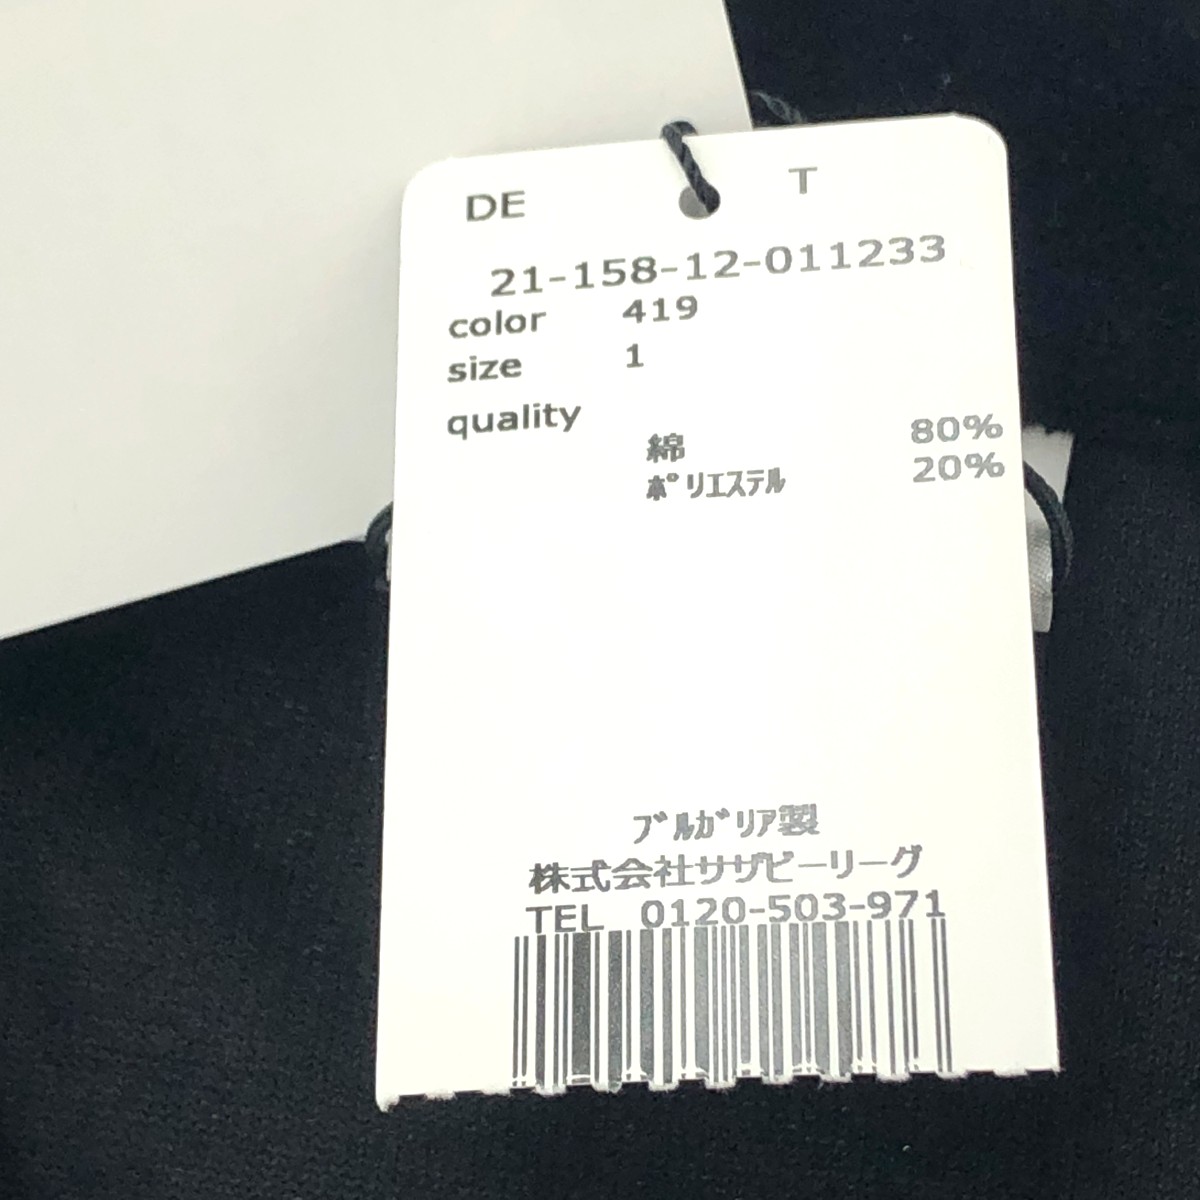 DE T
21-158-12-011233
color 419
size 1
quality
綿 80%
ポリエステル 20%
ブルガリア製
株式会社サザビーリーグ
TEL 0120-503-971